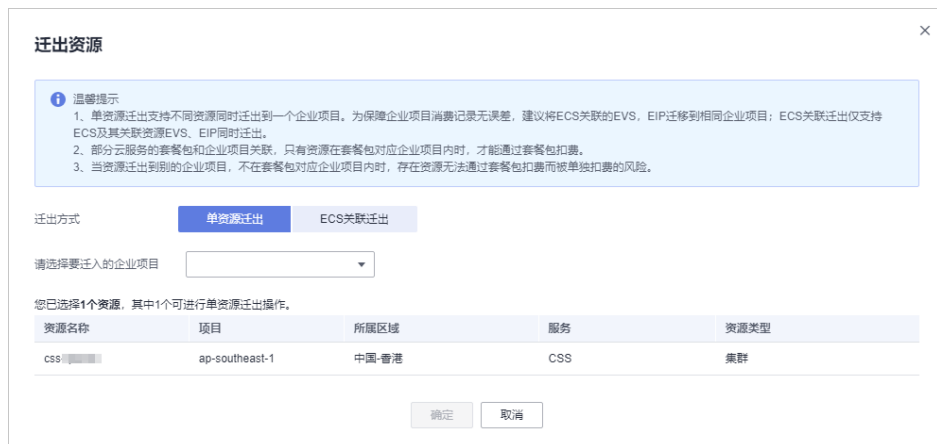 迁出资源
温馨提示
1、单资源迁出支持不同资源同时迁出到一个企业项目。为保障企业项目消费记录无误差，建议将ECS关联的EVS，EIP迁移到相同企业项目；ECS关联迁出仅支持
ECS及其关联资源EVS、EIP同时迁出。
2、部分云服务的套餐包和企业项目关联，只有资源在套餐包对应企业项目内时，才能通过套餐包扣费。
3、当资源迁出到别的企业项目，不在套餐包对应企业项目内时，存在资源无法通过套餐包扣费而被单独扣费的风险。
迁出方式 单资源迁出 ECS关联迁出
请选择要迁入的企业项目
您已选择1个资源，其中1个可进行单资源迁出操作。
资源名称 项目 所属区域 服务 资源类型
css- ap-southeast-1 中国-香港 CSS 集群
确定 取消